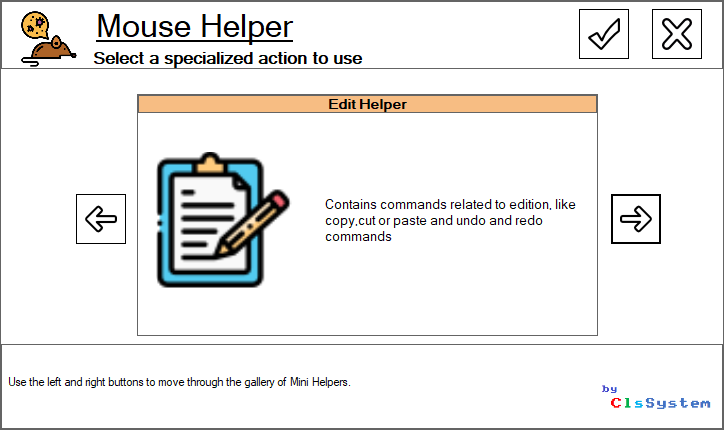 Mouse Helper
Select a specialized action to use
Edit Helper
Contains commands related to edition, like
copy,cut or paste and undo and redo
commands
Use the left and right buttons to move through the gallery of Mini Helpers.
by
ClsSystem